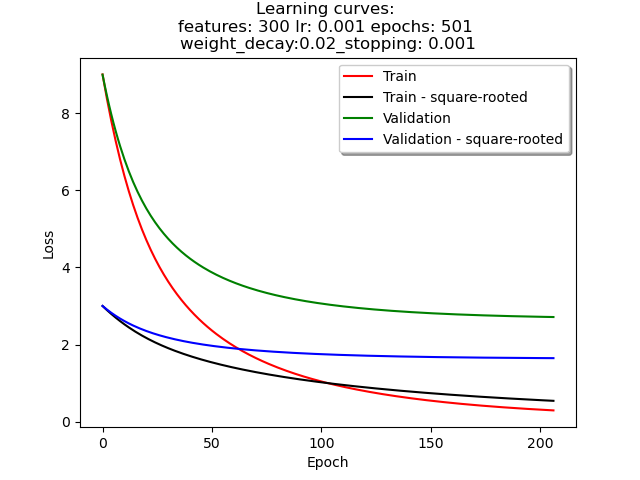 Learning curves:
features: 300 lr: 0.001 epochs: 501
weight_decay:0.02_stopping: 0.001
Train
Train - square-rooted
Validation
Validation - square-rooted
Loss
8
6
4
2
0
0 50 100 150 200
Epoch